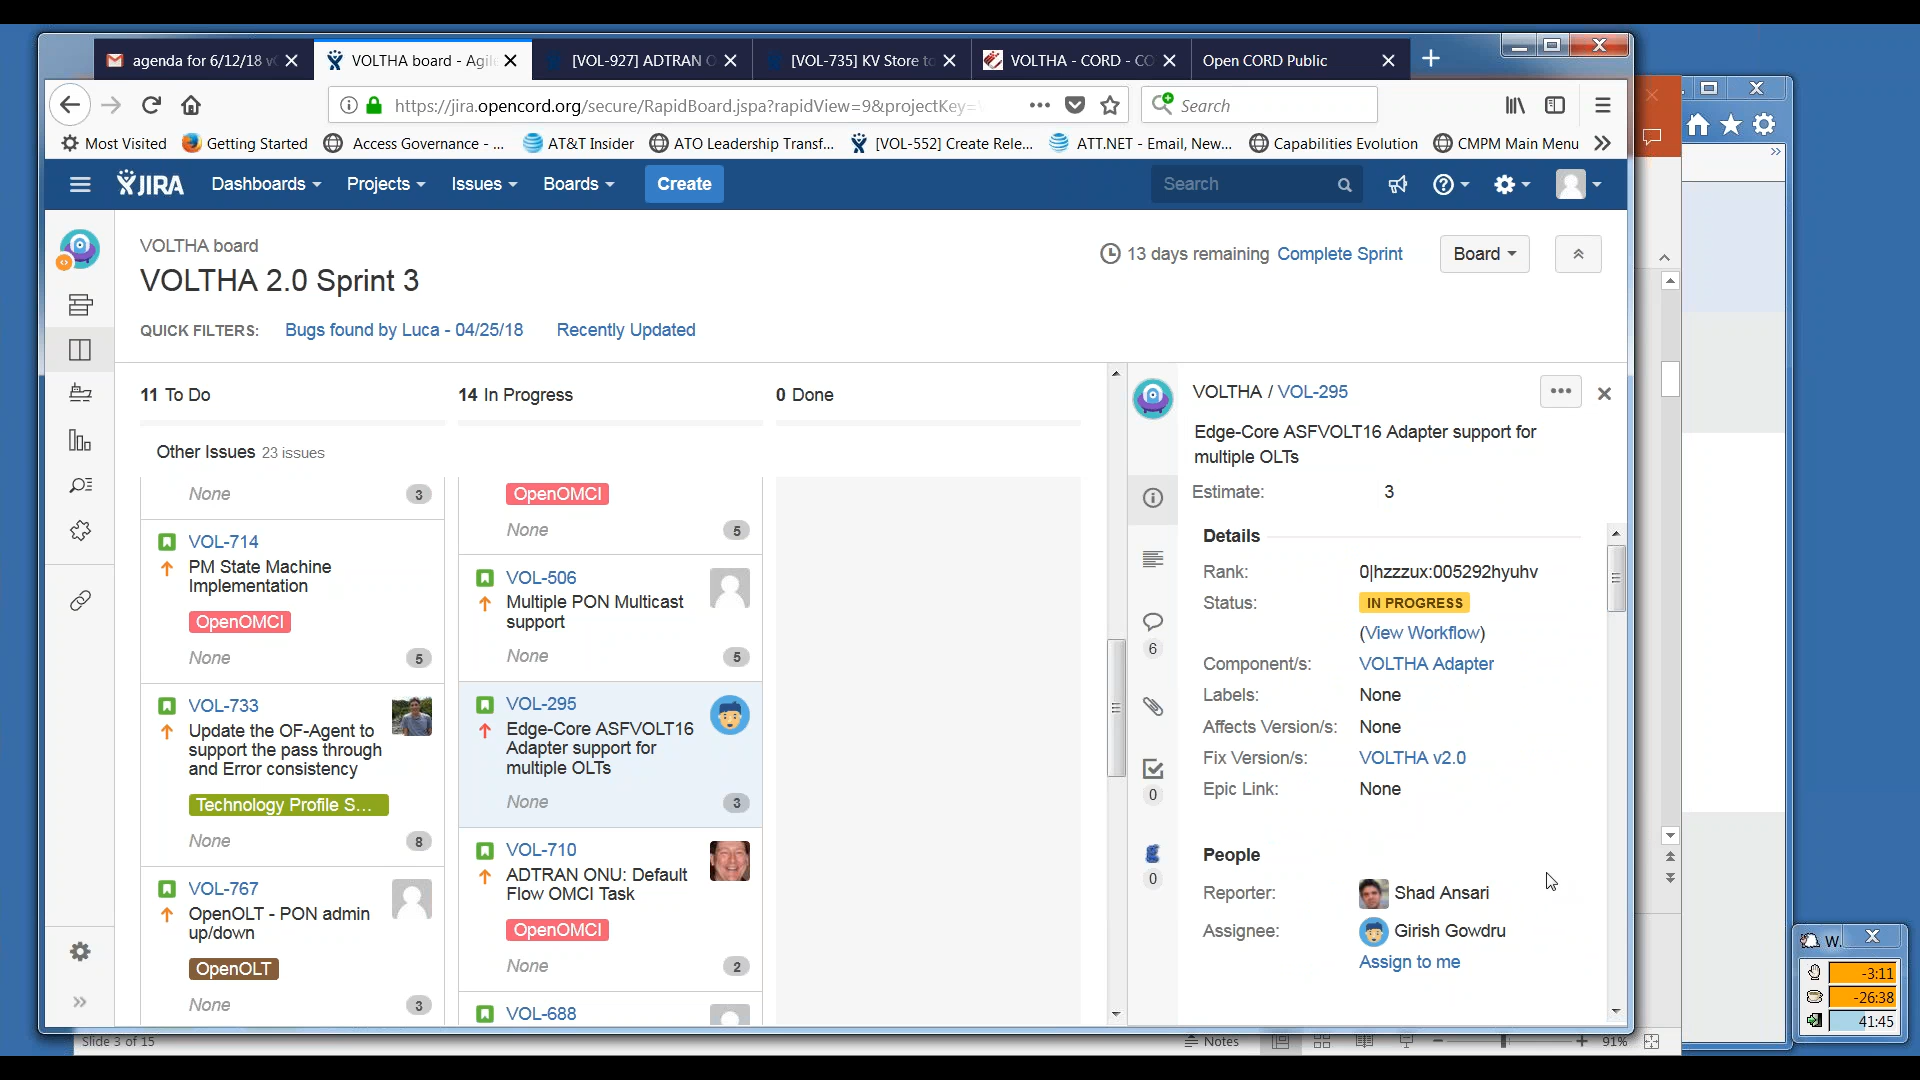 agenda for 6/12/18 v
VOLTHA board - Agil
[VOL-927] ADTRAN O
[VOL-735] KV Store to
VOLTHA - CORD - CO
Open CORD Public
https://jira.opencord.org/secure/RapidBoard.jspa?rapidView=9&projectKey=
Search
Most Visited
Getting Started
Access Governance - ...
AT&T Insider
ATO Leadership Transf...
[VOL-552] Create Rele...
ATT.NET - Email, New...
Capabilities Evolution
CMPM Main Menu
JIRA
Dashboards
Projects
Issues
Boards
Create
Search
VOLTHA board
VOLTHA 2.0 Sprint 3
13 days remaining Complete Sprint
Board
QUICK FILTERS: Bugs found by Luca - 04/25/18 Recently Updated
11 To Do
14 In Progress
0 Done
Other Issues 23 issues
None 3
VOL-714
PM State Machine
Implementation
OpenOMCI
None 5
VOL-733
Update the OF-Agent to
support the pass through
and Error consistency
Technology Profile S...
None 8
VOL-767
OpenOLT - PON admin
up/down
OpenOLT
None 3
OpenOMCI
None 5
VOL-506
Multiple PON Multicast
support
None 5
VOL-295
Edge-Core ASFVOLT16
Adapter support for
multiple OLTs
None 3
VOL-710
ADTRAN ONU: Default
Flow OMCI Task
OpenOMCI
None 2
VOL-688
VOLTHA / VOL-295
Edge-Core ASFVOLT16 Adapter support for
multiple OLTs
Estimate: 3
6
0
0
Details
Rank: 0|hzzzux:005292hyuhv
Status: IN PROGRESS
(View Workflow)
Component/s: VOLTHA Adapter
Labels: None
Affects Version/s: None
Fix Version/s: VOLTHA v2.0
Epic Link: None
People
Reporter: Shad Ansari
Assignee: Girish Gowdru
Assign to me
Slide 3 of 15
Notes
91%
W.
-3:11
-26:38
41:45